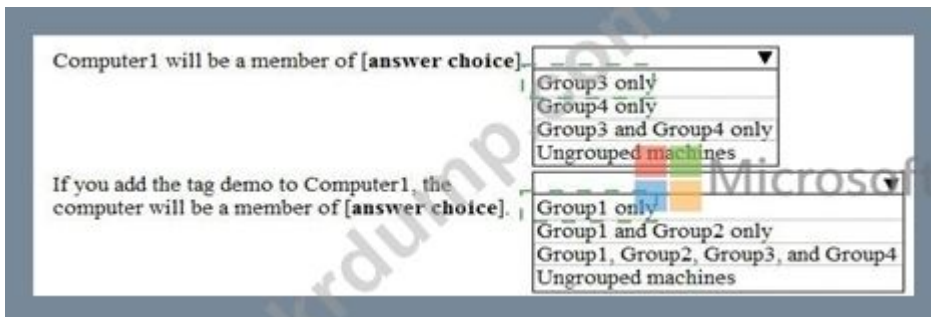 Computer1 will be a member of [answer choice].
Group3 only
Group4 only
Group3 and Group4 only
Ungrouped machines
If you add the tag demo to Computer1, the
computer will be a member of [answer choice].
Group1 only
Group1 and Group2 only
Group1, Group2, Group3, and Group4
Ungrouped machines
Microsoft
krdump.com